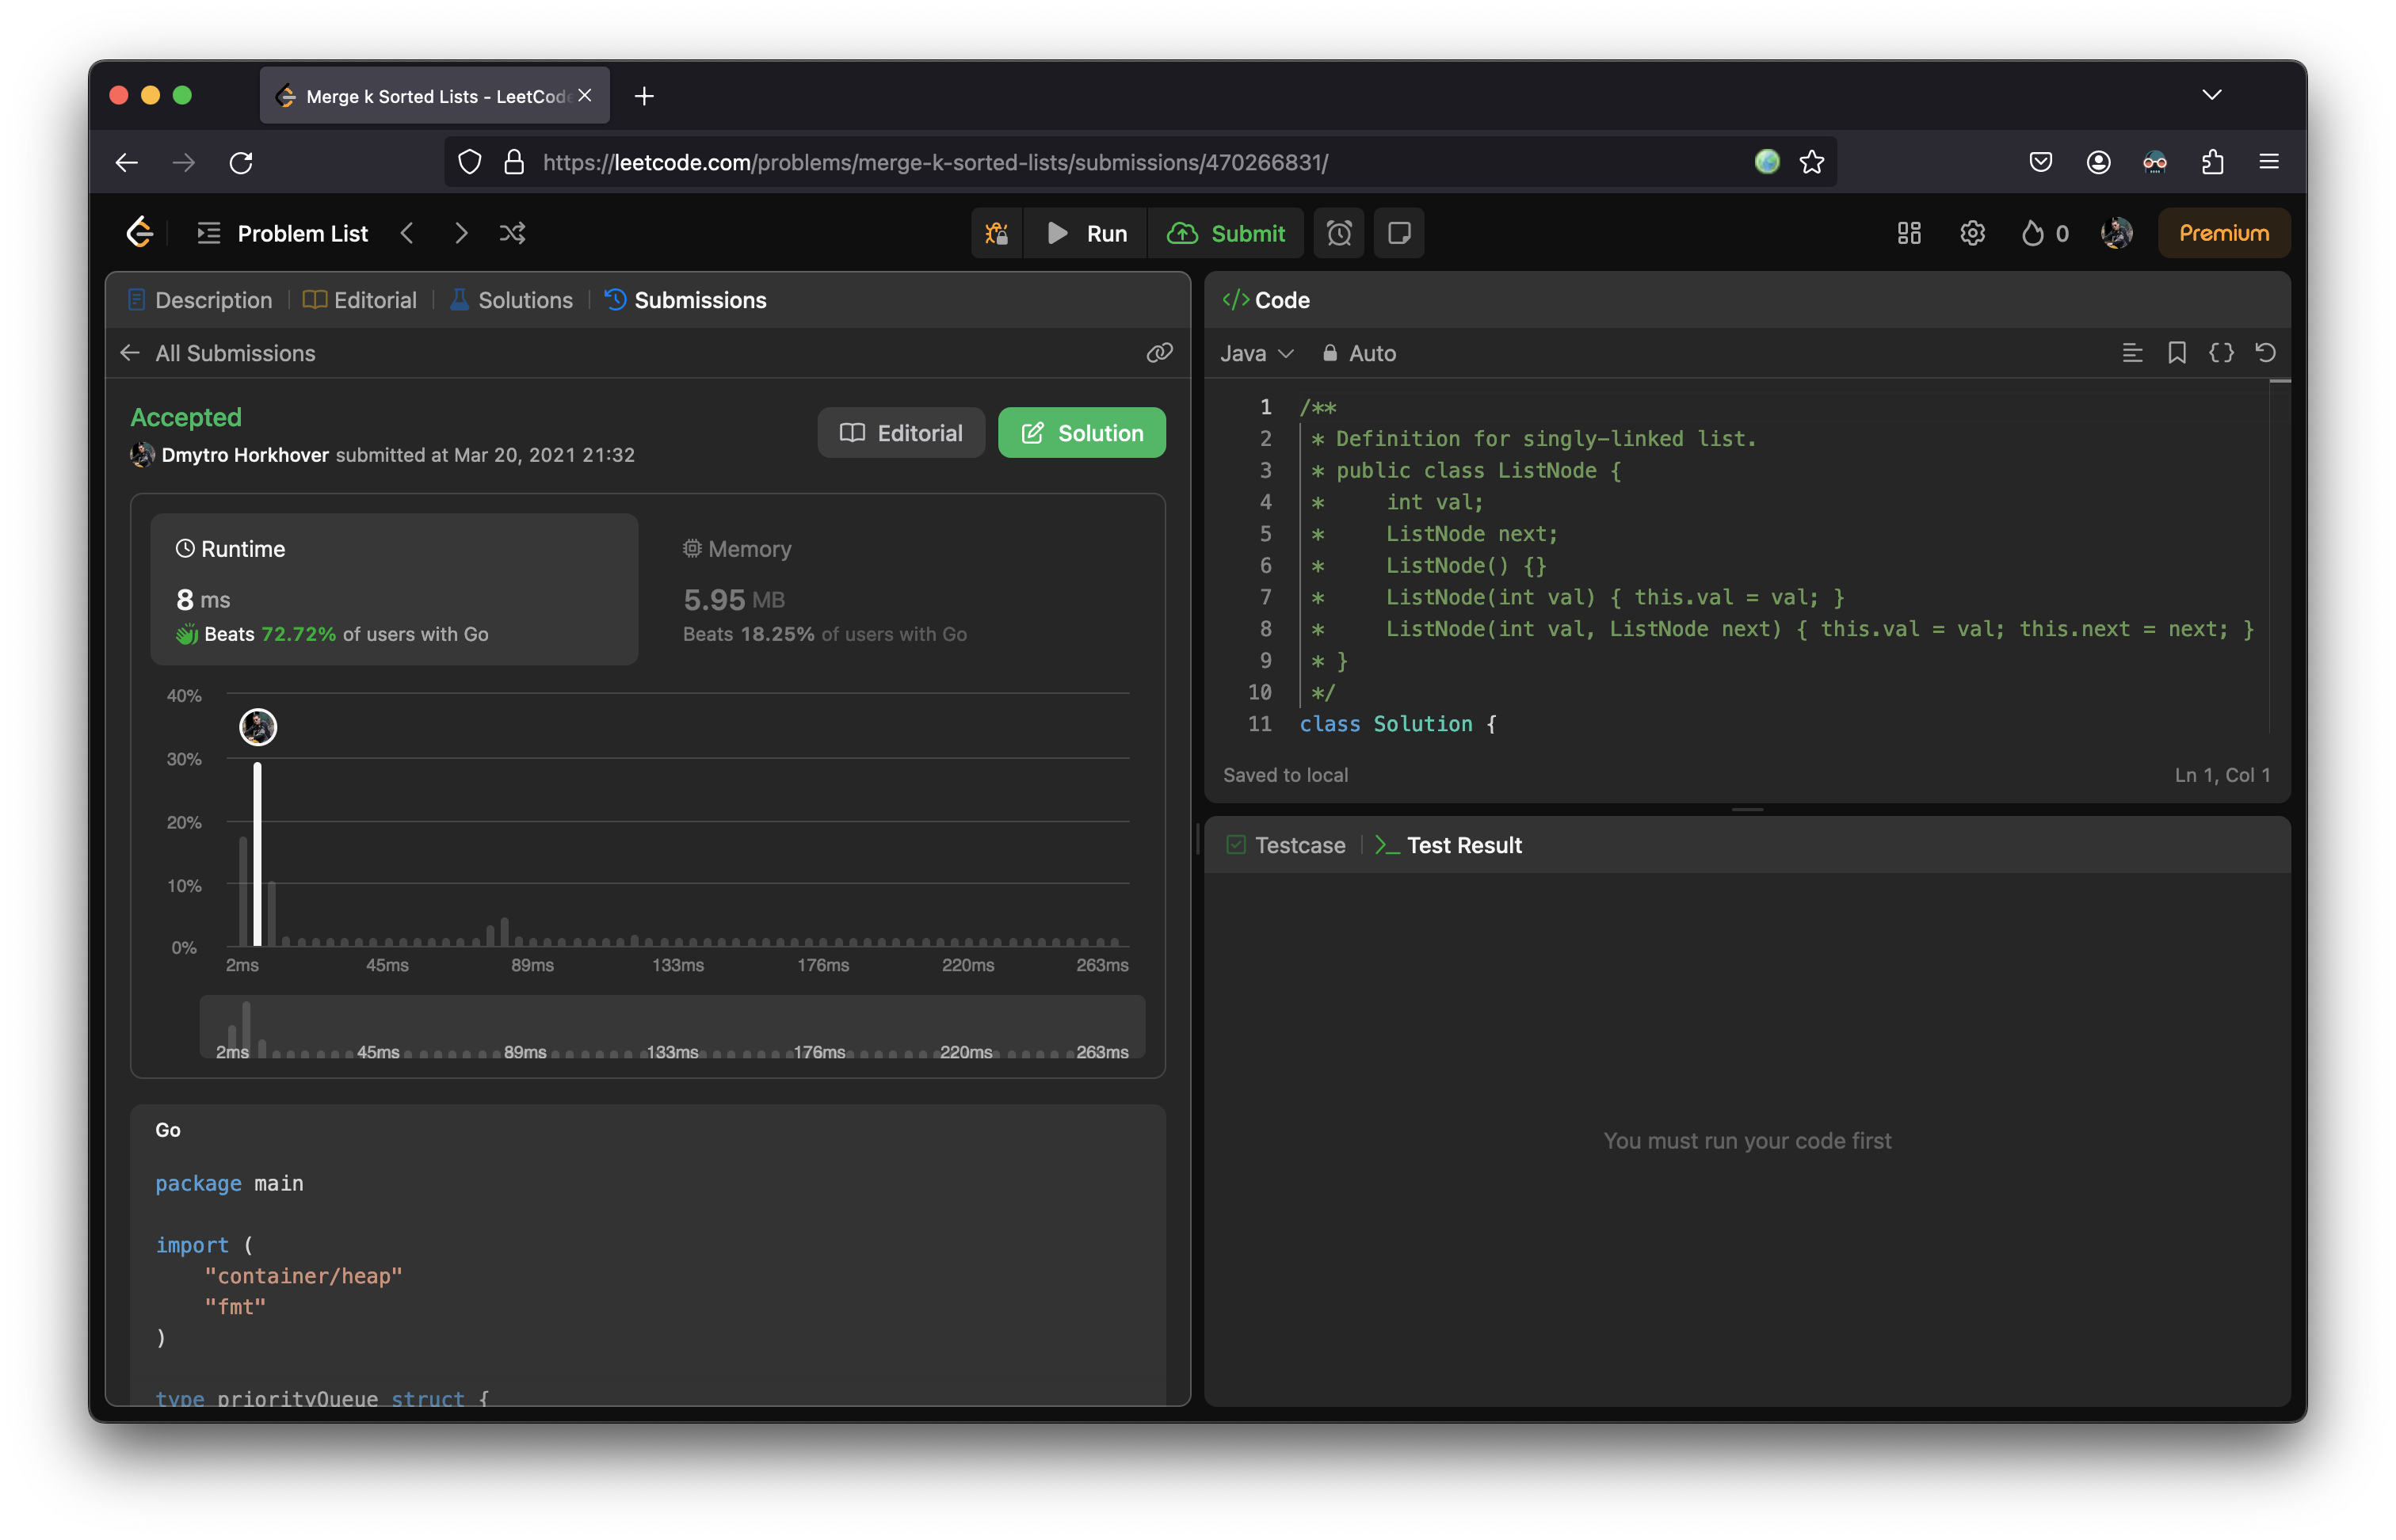 Merge k Sorted Lists - LeetCode
https://leetcode.com/problems/merge-k-sorted-lists/submissions/470266831/
Problem List
Run
Submit
0
Premium
Description
Editorial
Solutions
Submissions
All Submissions
Accepted
Dmytro Horkhover submitted at Mar 20, 2021 21:32
Editorial
Solution
Runtime
8 ms
Beats 72.72% of users with Go
Memory
5.95 MB
Beats 18.25% of users with Go
40%
30%
20%
10%
0%
2ms 45ms 89ms 133ms 176ms 220ms 263ms
2ms 45ms 89ms 133ms 176ms 220ms 263ms
Go
package main
import (
"container/heap"
"fmt"
)
type priorityQueue struct {
Code
Java
Auto
1 /**
2 * Definition for singly-linked list.
3 * public class ListNode {
4 * int val;
5 * ListNode next;
6 * ListNode() {}
7 * ListNode(int val) { this.val = val; }
8 * ListNode(int val, ListNode next) { this.val = val; this.next = next; }
9 * }
10 */
11 class Solution {
Saved to local
Ln 1, Col 1
Testcase
Test Result
You must run your code first